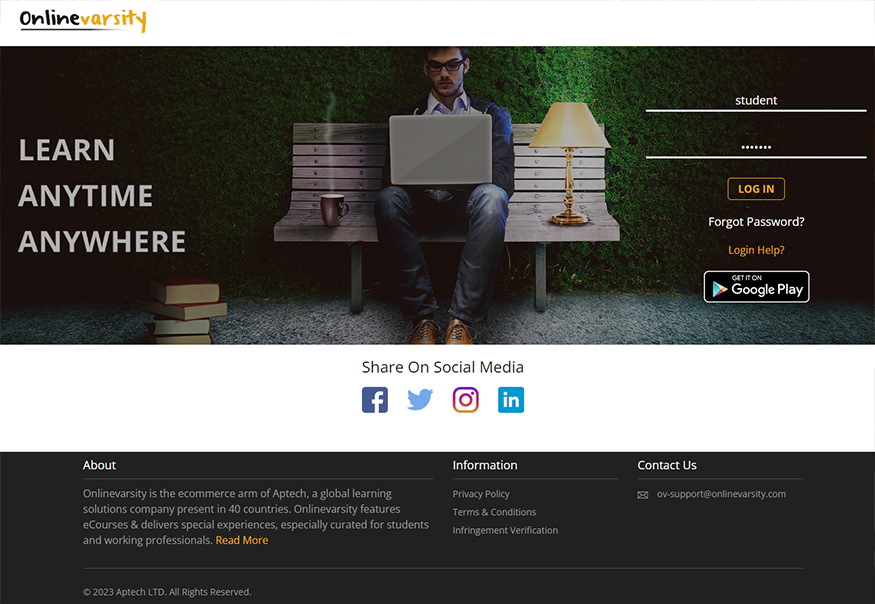 Onlinevarsity
LEARN
ANYTIME
ANYWHERE
student
•••••••
LOG IN
Forgot Password?
Login Help?
GET IT ON
Google Play
Share On Social Media
About
Onlinevarsity is the ecommerce arm of Aptech, a global learning
solutions company present in 40 countries. Onlinevarsity features
eCourses & delivers special experiences, especially curated for students
and working professionals. Read More
Information
Privacy Policy
Terms & Conditions
Infringement Verification
Contact Us
ov-support@onlinevarsity.com
© 2023 Aptech LTD. All Rights Reserved.